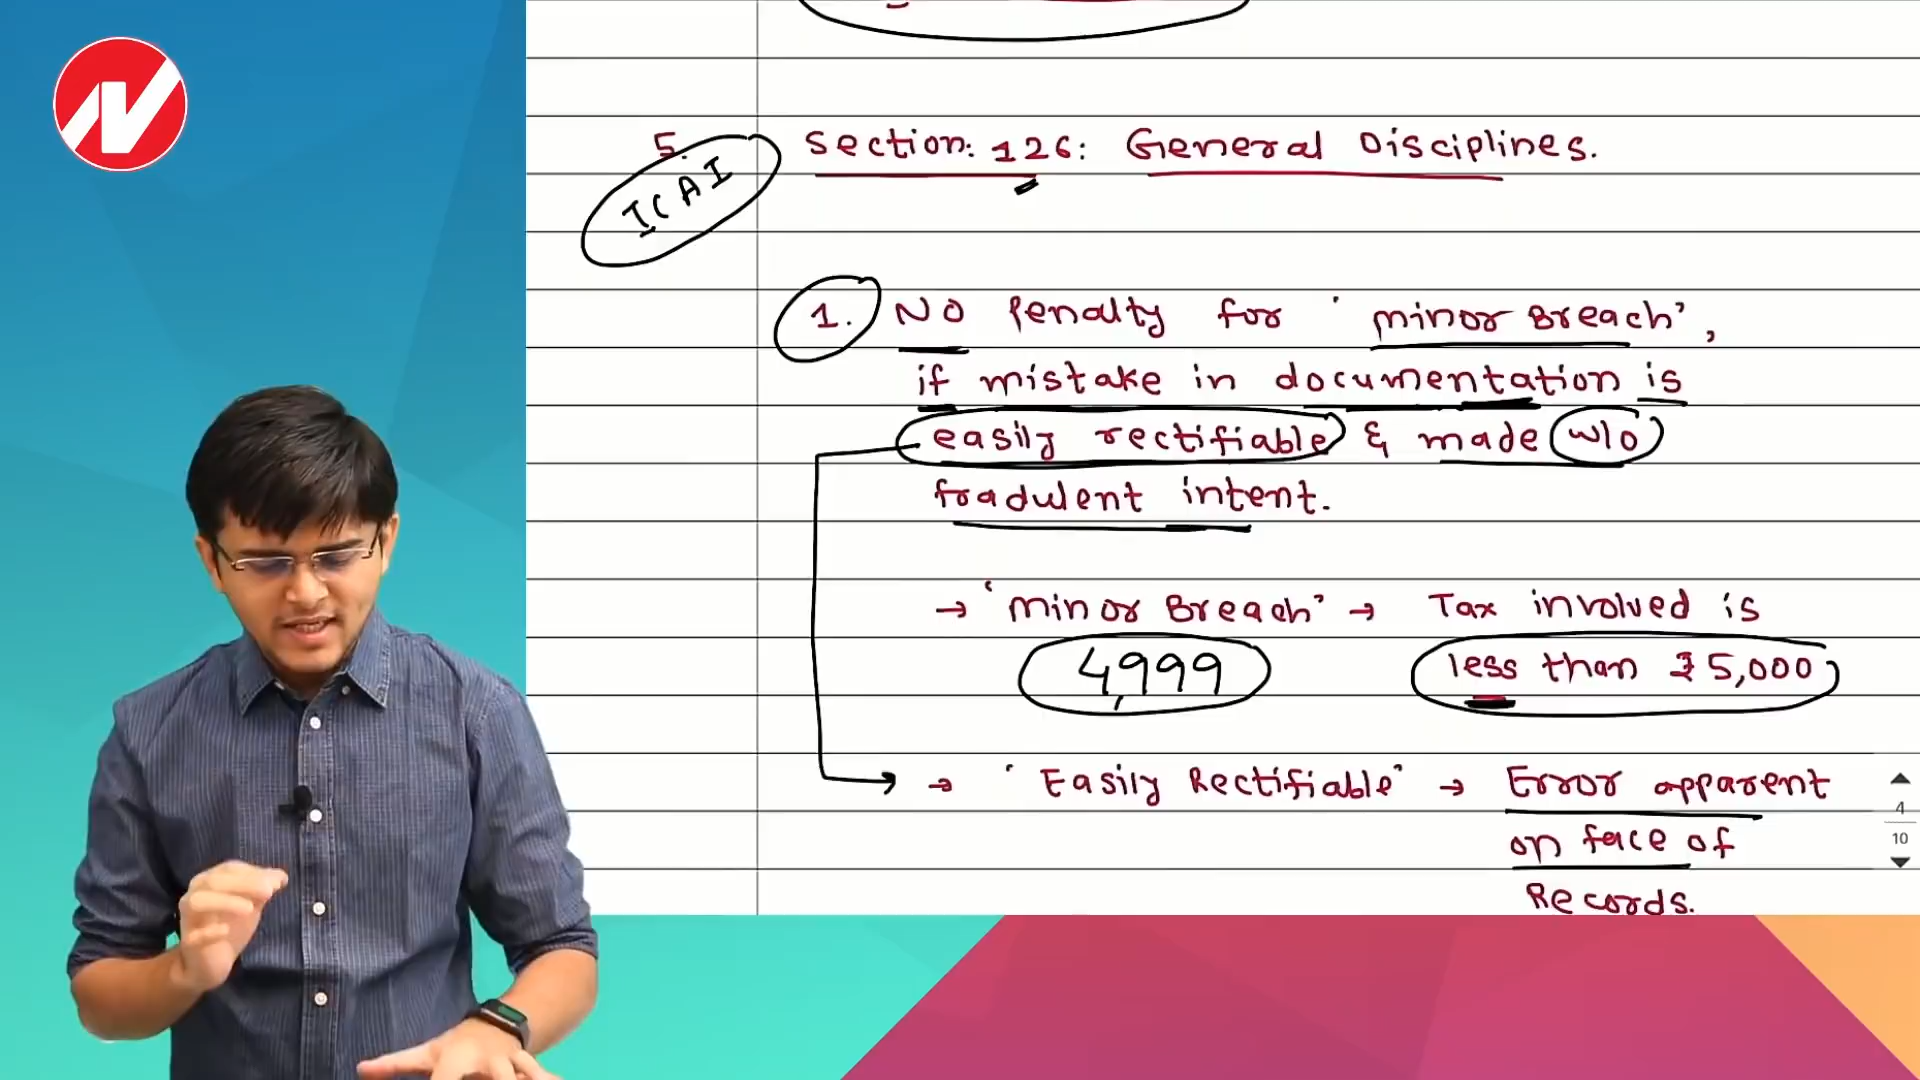 5. Section: 126: General Disciplines.
ICAI
1. No Penalty for 'minor Breach',
if mistake in documentation is
easily rectifiable & made w/o
fradulent intent.
→ 'Minor Breach' → Tax involved is
4,999 less than ₹5,000
→ 'Easily Rectifiable' → Error apparent
on face of
Records.
4
10